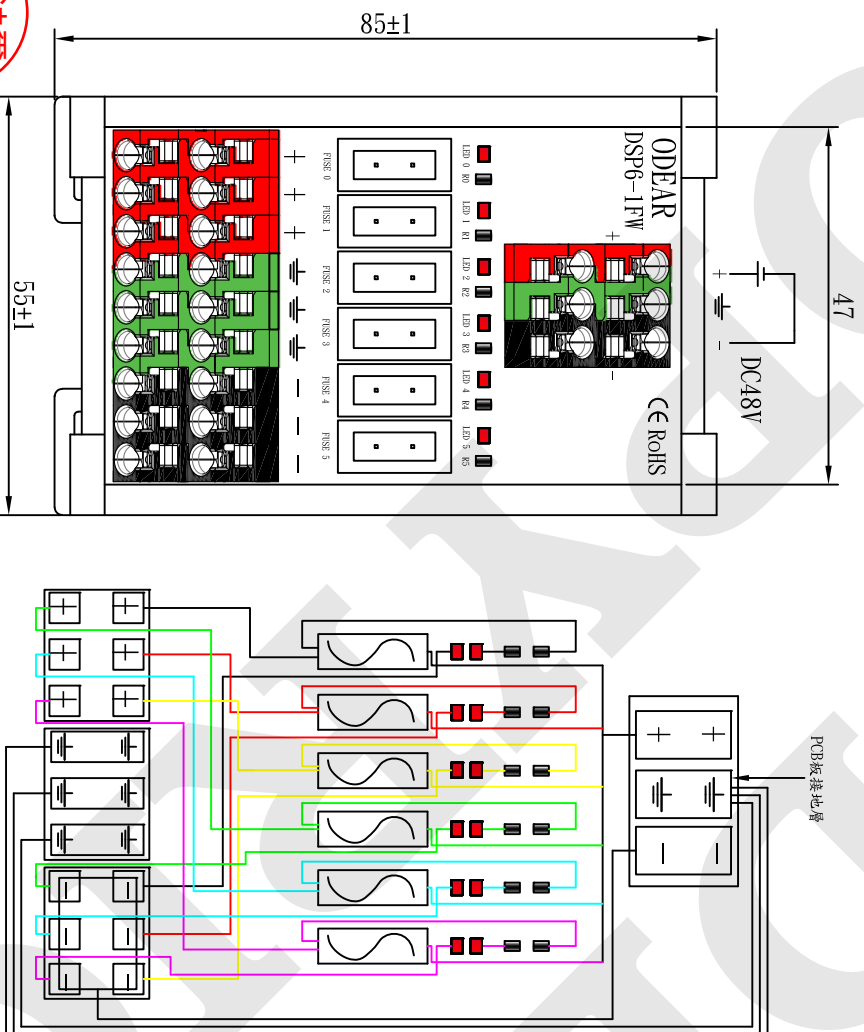 85±1
ODEAR
DSP6-1FW
47
DC48V
+
-
+
-
CE RoHS
LED 0
R0
LED 1
R1
LED 2
R2
LED 3
R3
LED 4
R4
LED 5
R5
FUSE 0
FUSE 1
FUSE 2
FUSE 3
FUSE 4
FUSE 5
+
+
+
-
-
-
55±1
PCB板接地層
+ +
- -
+ +
+ +
+ +
- -
- -
- -